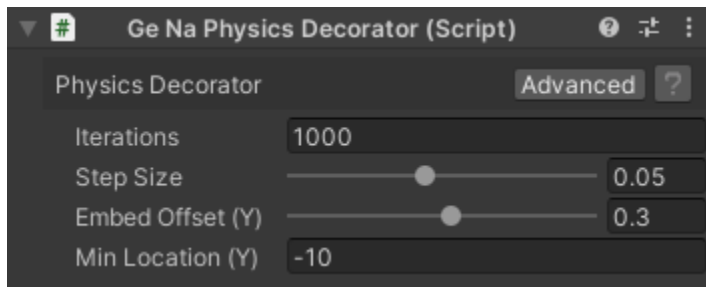 # Ge Na Physics Decorator (Script) ?
Physics Decorator Advanced ?
Iterations 1000
Step Size 0.05
Embed Offset (Y) 0.3
Min Location (Y) -10